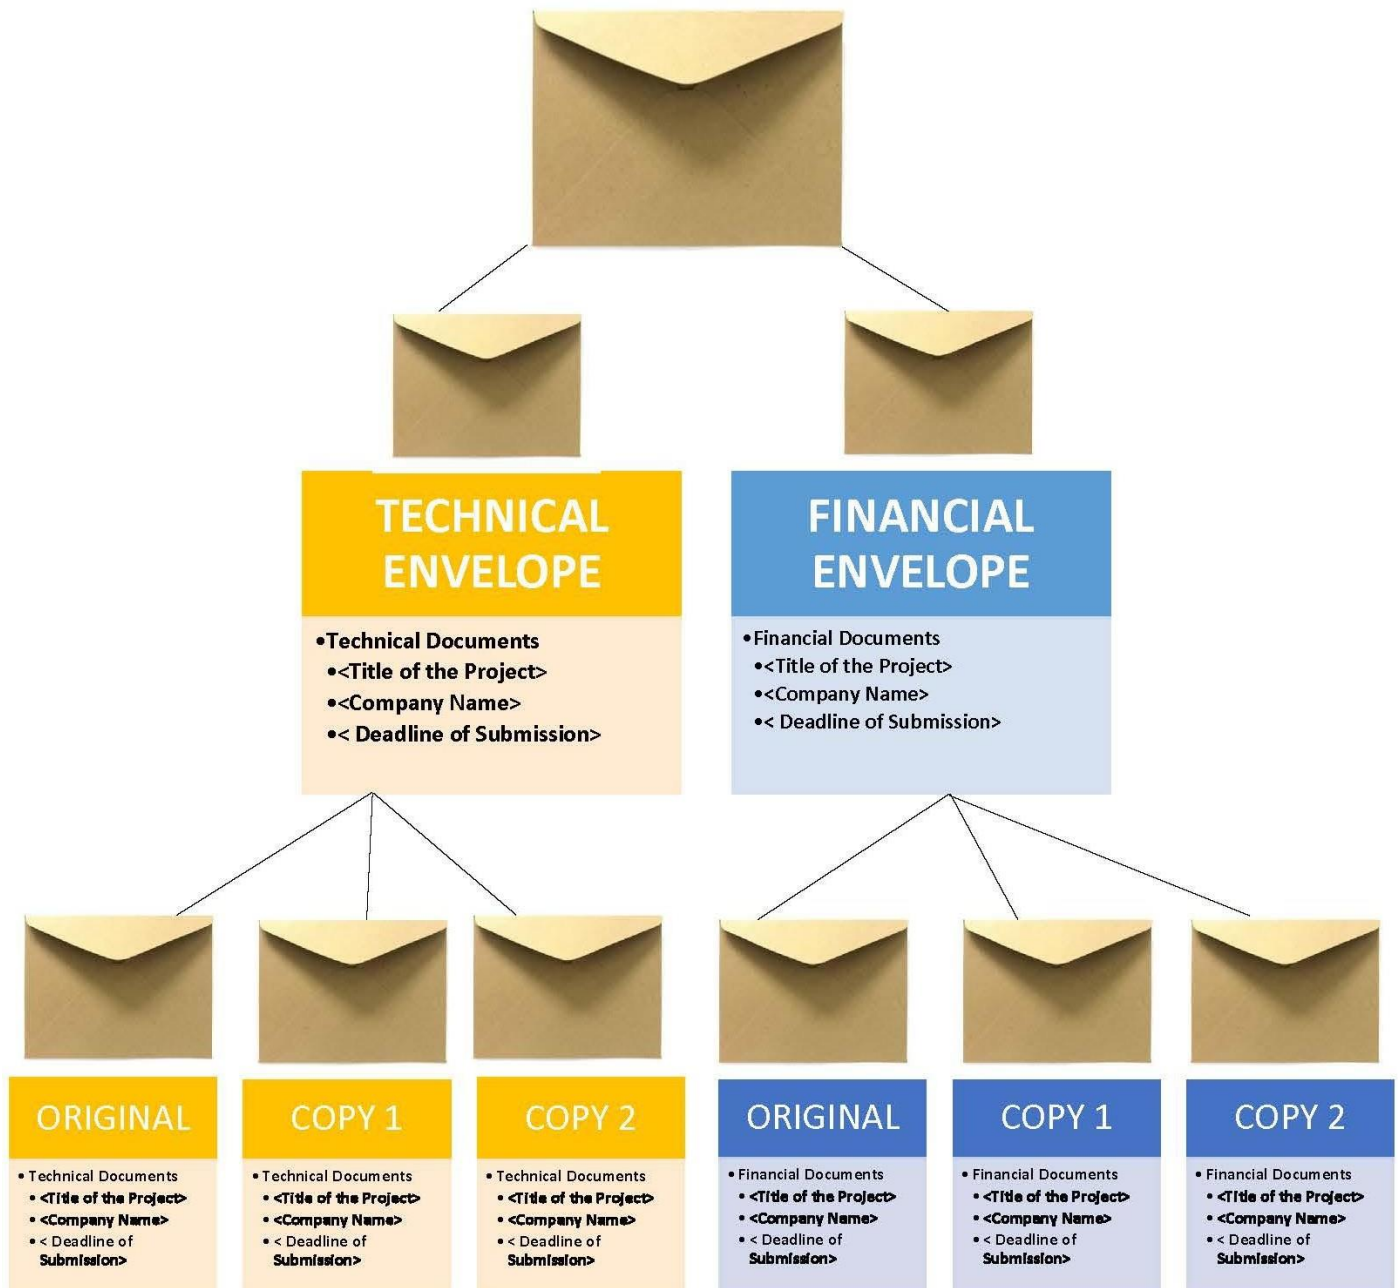 TECHNICAL
ENVELOPE
•Technical Documents
•<Title of the Project>
•<Company Name>
•< Deadline of Submission>
FINANCIAL
ENVELOPE
•Financial Documents
•<Title of the Project>
•<Company Name>
•< Deadline of Submission>
ORIGINAL
• Technical Documents
• <Title of the Project>
• <Company Name>
• < Deadline of
Submission>
COPY 1
• Technical Documents
• <Title of the Project>
• <Company Name>
• < Deadline of
Submission>
COPY 2
• Technical Documents
• <Title of the Project>
• <Company Name>
• < Deadline of
Submission>
ORIGINAL
• Financial Documents
• <Title of the Project>
• <Company Name>
• < Deadline of
Submission>
COPY 1
• Financial Documents
• <Title of the Project>
• <Company Name>
• < Deadline of
Submission>
COPY 2
• Financial Documents
• <Title of the Project>
• <Company Name>
• < Deadline of
Submission>